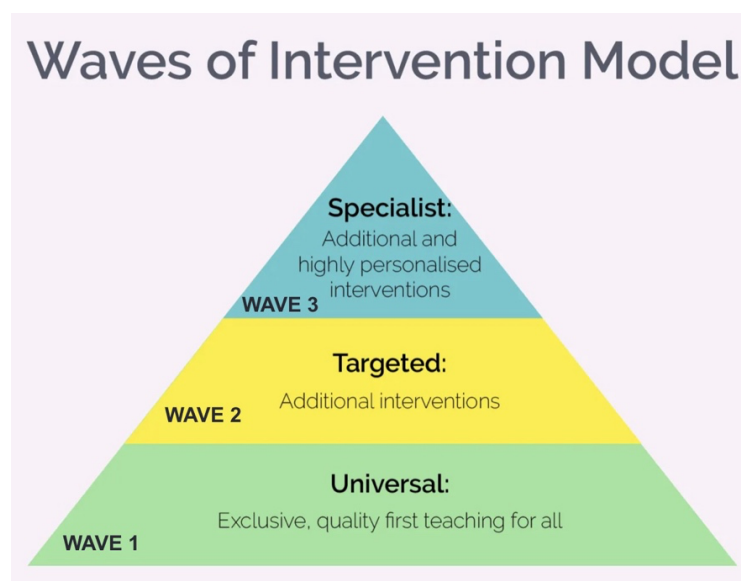 Waves of Intervention Model
Specialist:
Additional and
highly personalised
interventions
WAVE 3
Targeted:
Additional interventions
WAVE 2
Universal:
Exclusive, quality first teaching for all
WAVE 1